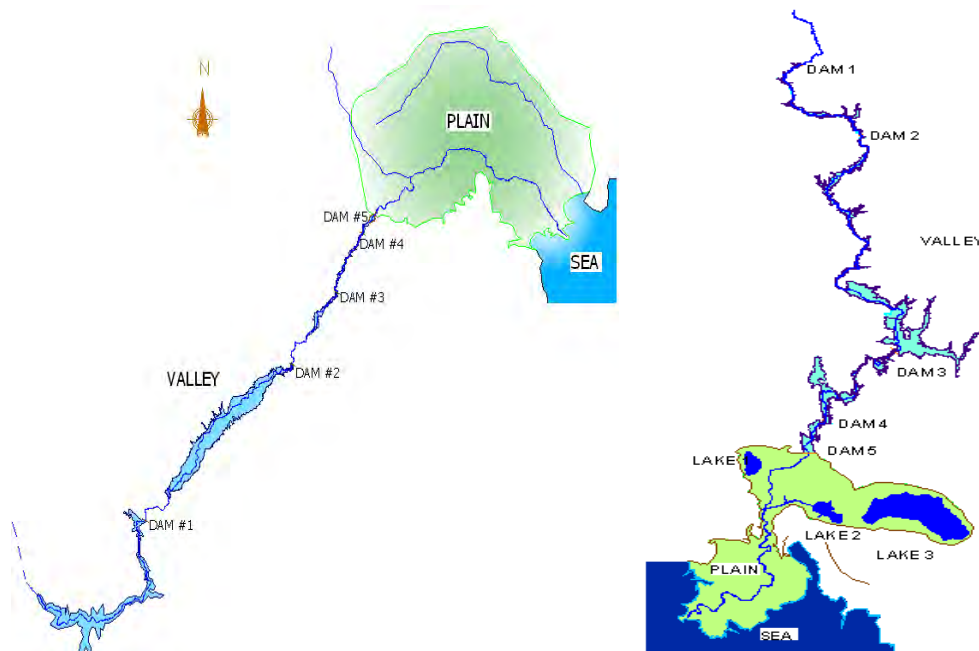 N
PLAIN
DAM #5
DAM #4
SEA
DAM #3
VALLEY
DAM #2
DAM #1
DAM 1
DAM 2
VALLEY
DAM 3
DAM 4
DAM 5
LAKE
LAKE 2
LAKE 3
PLAIN
SEA